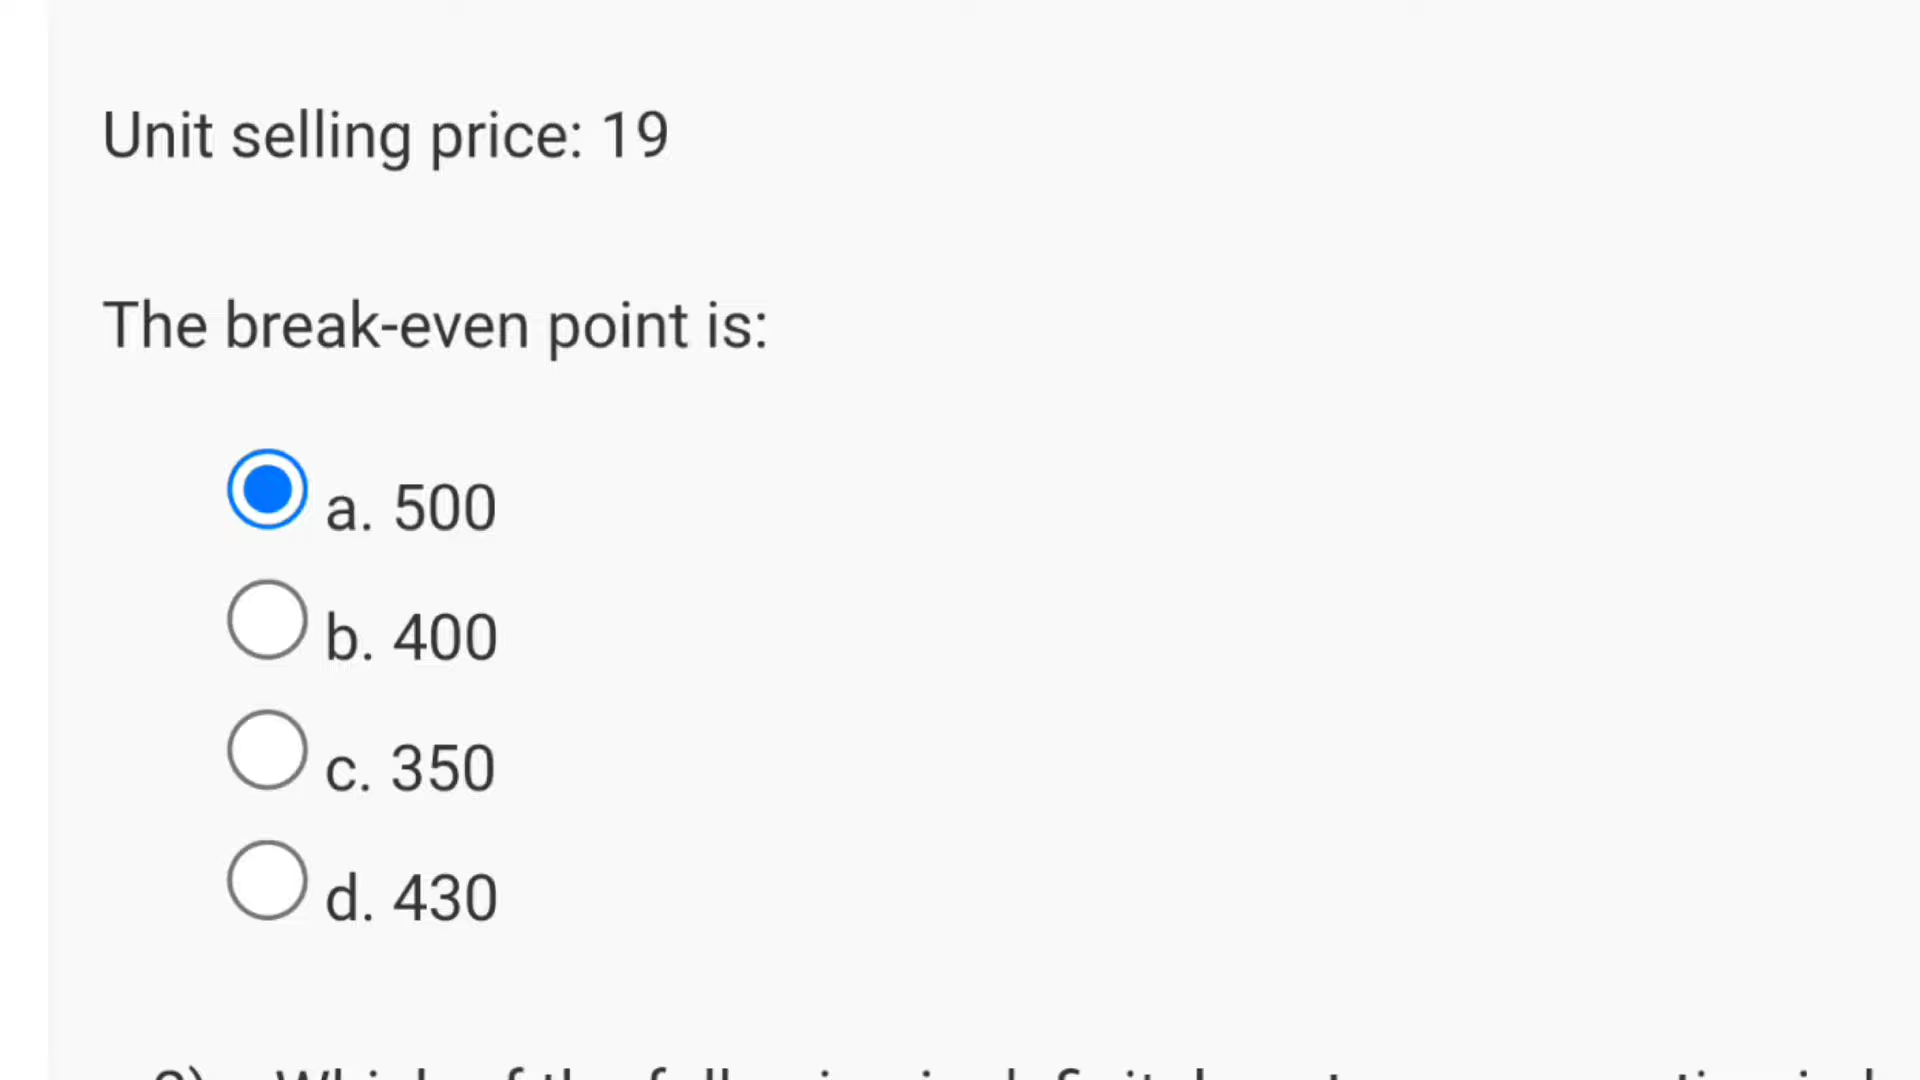 Unit selling price: 19
The break-even point is:
a. 500
b. 400
c. 350
d. 430